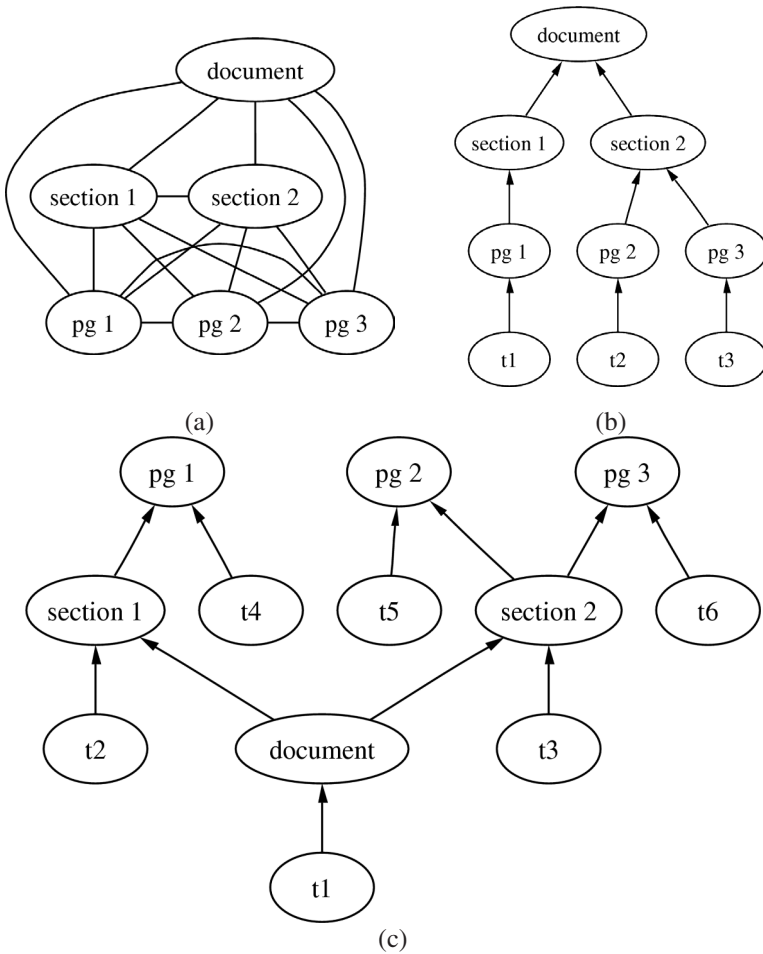 document
section 1
section 2
pg 1
pg 2
pg 3
(a)
document
section 1
section 2
pg 1
pg 2
pg 3
t1
t2
t3
(b)
pg 1
pg 2
pg 3
section 1
t4
t5
section 2
t6
t2
document
t3
t1
(c)